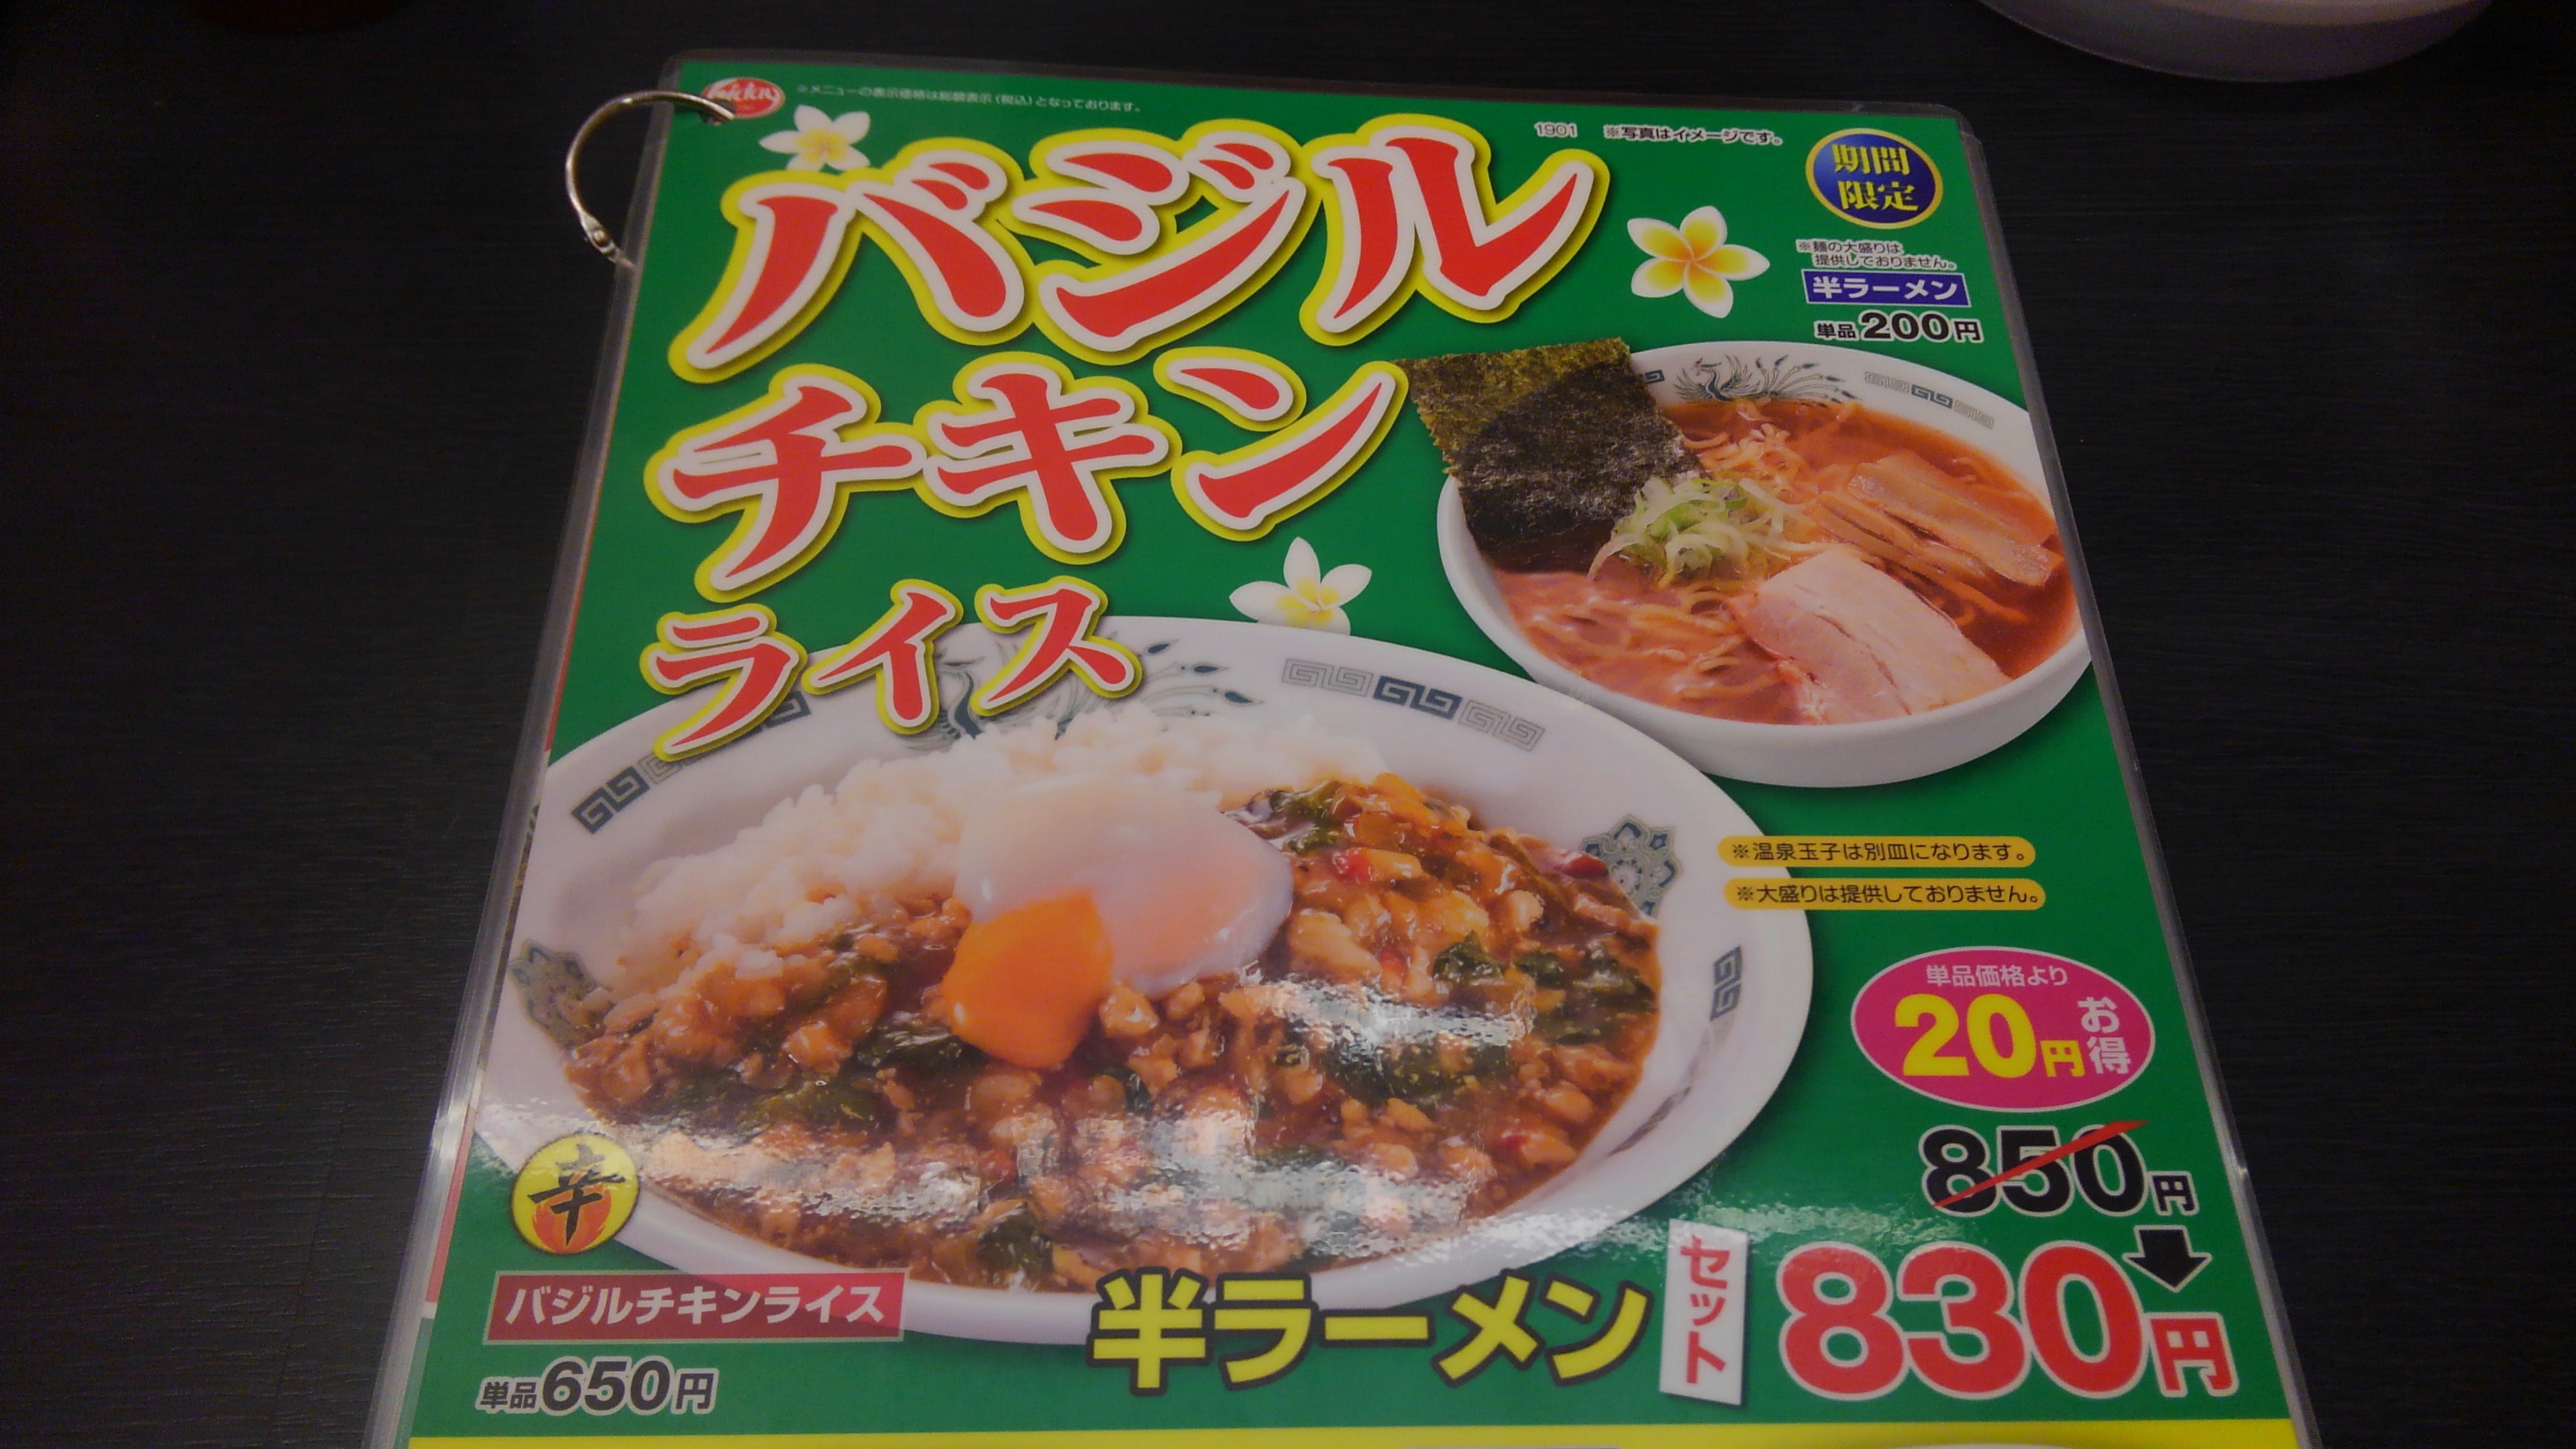 ※メニューの表示価格は総額表示（税込）となっております。
1901 ※写真はイメージです。
期間
限定
バジル
チキン
ライス
※麺の大盛りは
提供しておりません。
半ラーメン
単品200円
※温泉玉子は別皿になります。
※大盛りは提供しておりません。
単品価格より
20円お得
850円
辛
バジルチキンライス
単品650円
半ラーメン
セット
830円